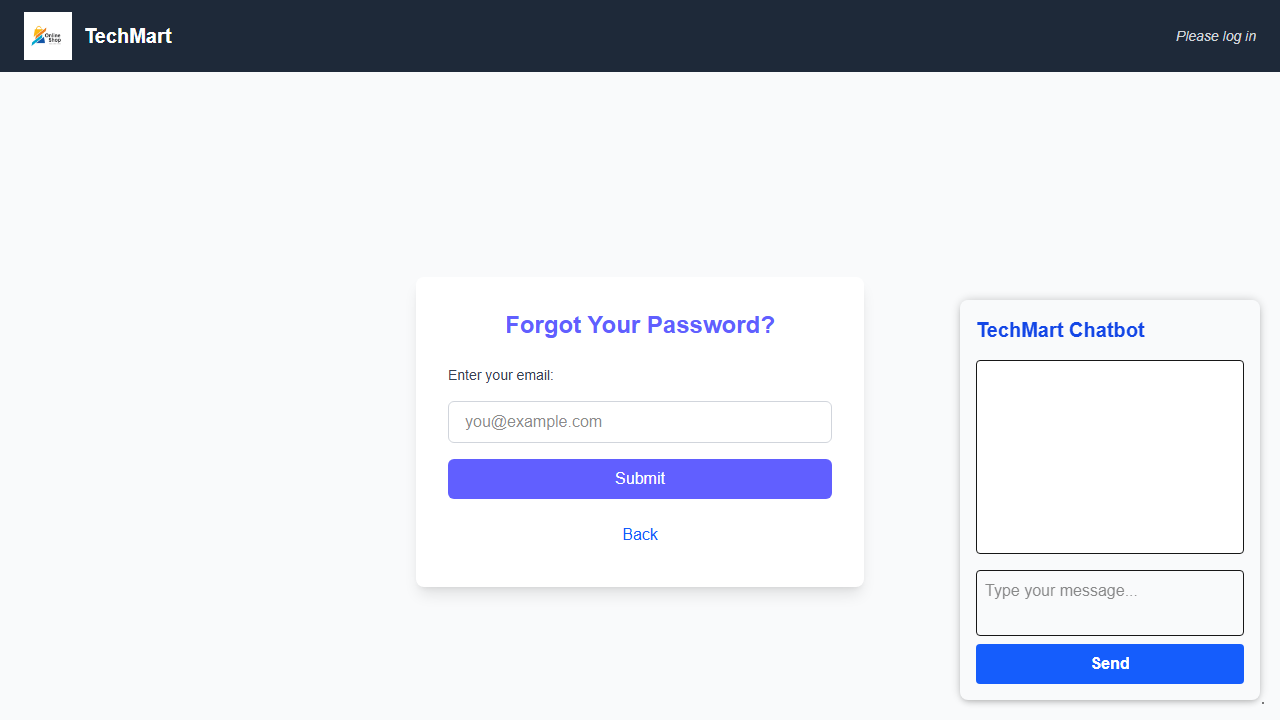 Online
Shop
TechMart
Please log in
Forgot Your Password?
Enter your email:
you@example.com
Submit
Back
TechMart Chatbot
Type your message...
Send
.